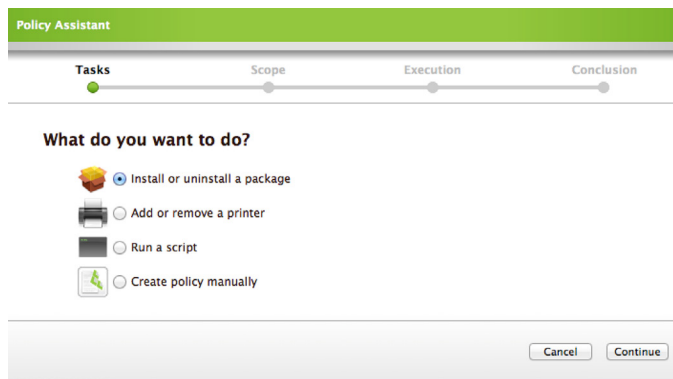 Policy Assistant
Tasks Scope Execution Conclusion
What do you want to do?
Install or uninstall a package
Add or remove a printer
Run a script
Create policy manually
Cancel Continue